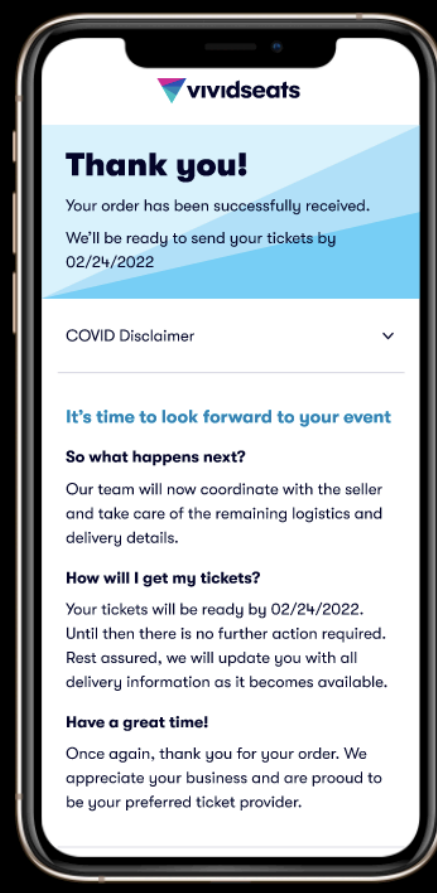 vividseats
Thank you!
Your order has been successfully received.
We'll be ready to send your tickets by
02/24/2022
COVID Disclaimer
It's time to look forward to your event
So what happens next?
Our team will now coordinate with the seller
and take care of the remaining logistics and
delivery details.
How will I get my tickets?
Your tickets will be ready by 02/24/2022.
Until then there is no further action required.
Rest assured, we will update you with all
delivery information as it becomes available.
Have a great time!
Once again, thank you for your order. We
appreciate your business and are prooud to
be your preferred ticket provider.